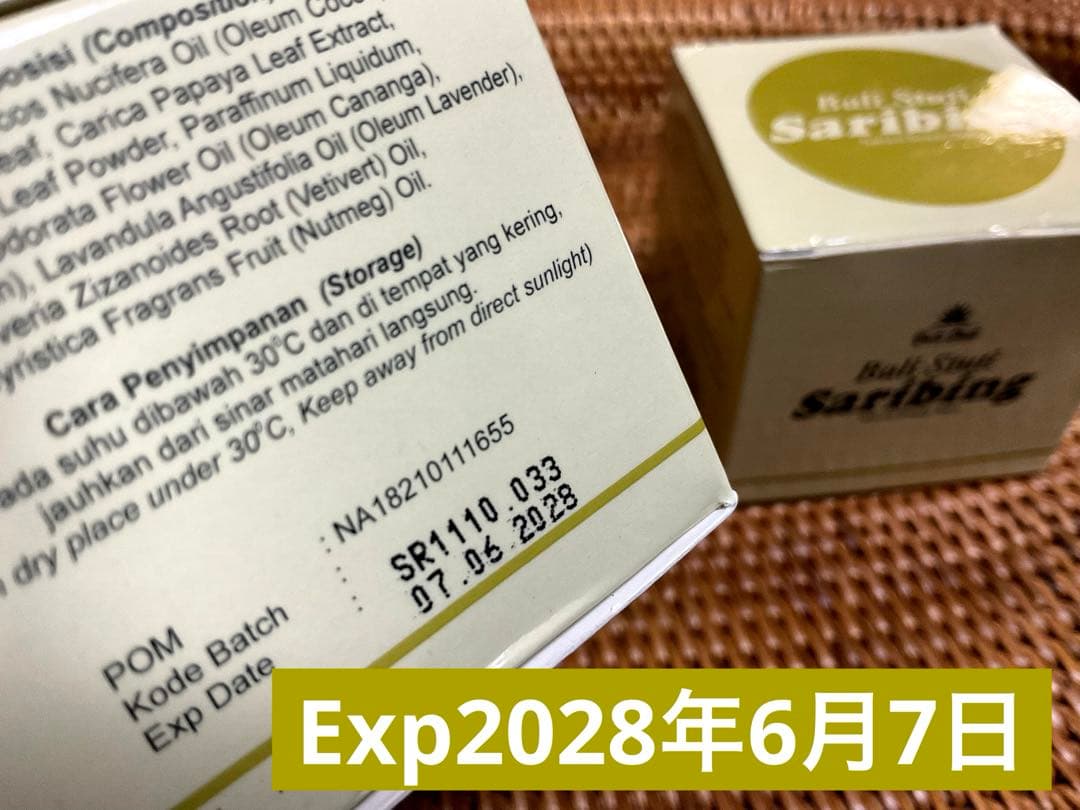 osisi (Composition)
cos Nucifera Oil (Oleum Cocos
eaf, Carica Papaya Leaf Extract,
Leaf Powder, Paraffinum Liquidum,
odorata Flower Oil (Oleum Cananga),
n), Lavandula Angustifolia Oil (Oleum Lavender),
veria Zizanoides Root (Vetivert) Oil,
yristica Fragrans Fruit (Nutmeg) Oil.
Cara Penyimpanan (Storage)
ada suhu dibawah 30°C dan di tempat yang kering,
jauhkan dari sinar matahari langsung.
n dry place under 30°C, Keep away from direct sunlight)
POM : NA18210111655
Kode Batch : SR1110.033
Exp Date : 07.06.2028
Bali Stuff
Saribing
Bali Stuff
Saribing
Exp2028年6月7日